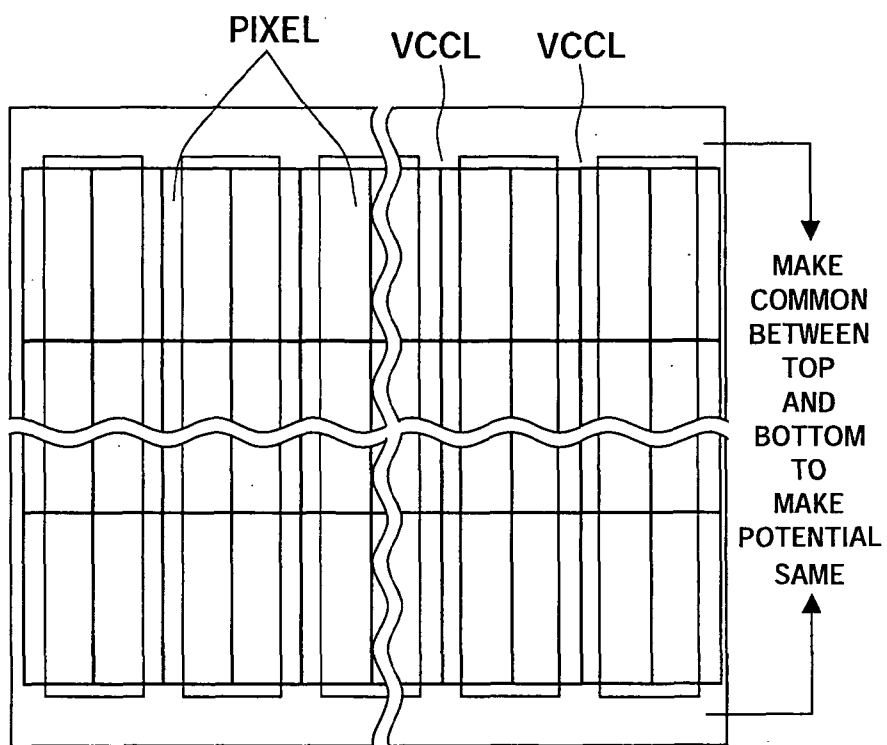 PIXEL
VCCL
VCCL
MAKE
COMMON
BETWEEN
TOP
AND
BOTTOM
TO
MAKE
POTENTIAL
SAME